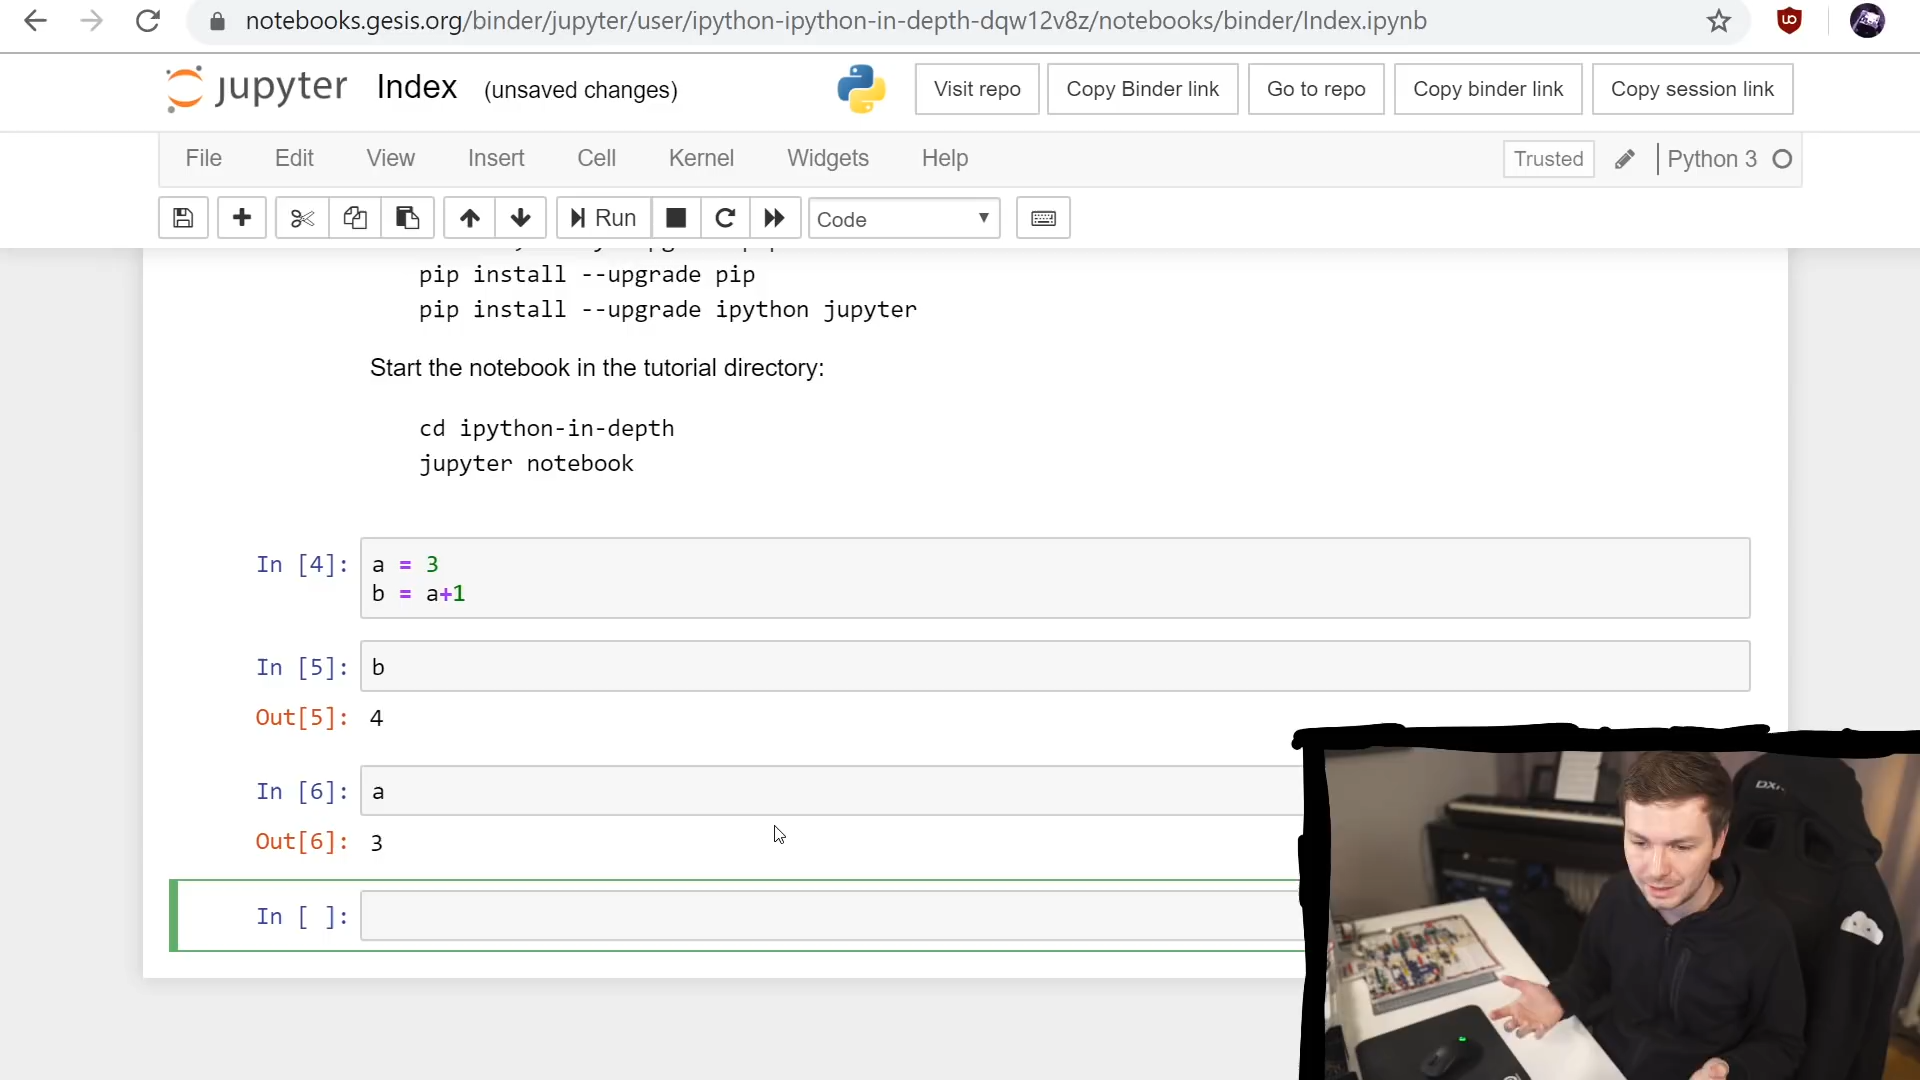 notebooks.gesis.org/binder/jupyter/user/ipython-ipython-in-depth-dqw12v8z/notebooks/binder/Index.ipynb
jupyter Index (unsaved changes) Visit repo Copy Binder link Go to repo Copy binder link Copy session link
File Edit View Insert Cell Kernel Widgets Help Trusted Python 3
Run Code
pip install --upgrade pip
pip install --upgrade ipython jupyter
Start the notebook in the tutorial directory:
cd ipython-in-depth
jupyter notebook
In [4]: a = 3
b = a+1
In [5]: b
Out[5]: 4
In [6]: a
Out[6]: 3
In [ ]: